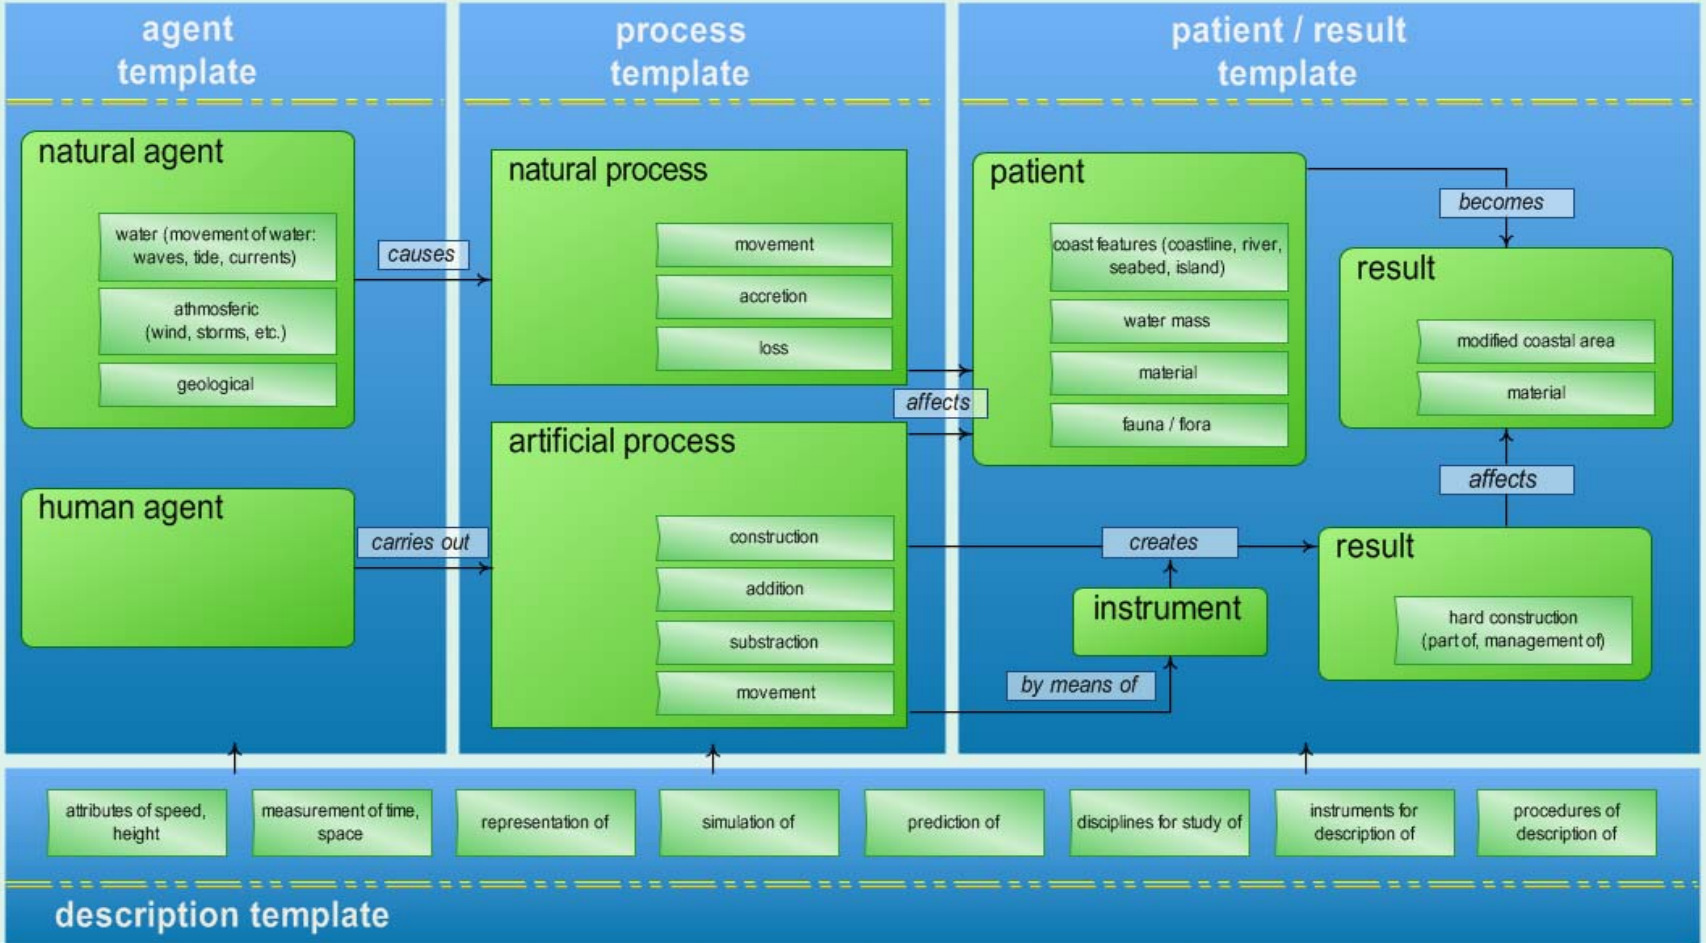 agent
template
process
template
patient / result
template
natural agent
water (movement of water:
waves, tide, currents)
athmosferic
(wind, storms, etc.)
geological
causes
human agent
carries out
natural process
movement
accretion
loss
affects
artificial process
construction
addition
substraction
movement
patient
coast features (coastline, river,
seabed, island)
water mass
material
fauna / flora
becomes
result
modified coastal area
material
affects
creates
result
hard construction
(part of, management of)
instrument
by means of
attributes of speed,
height
measurement of time,
space
representation of
simulation of
prediction of
disciplines for study of
instruments for
description of
procedures of
description of
description template